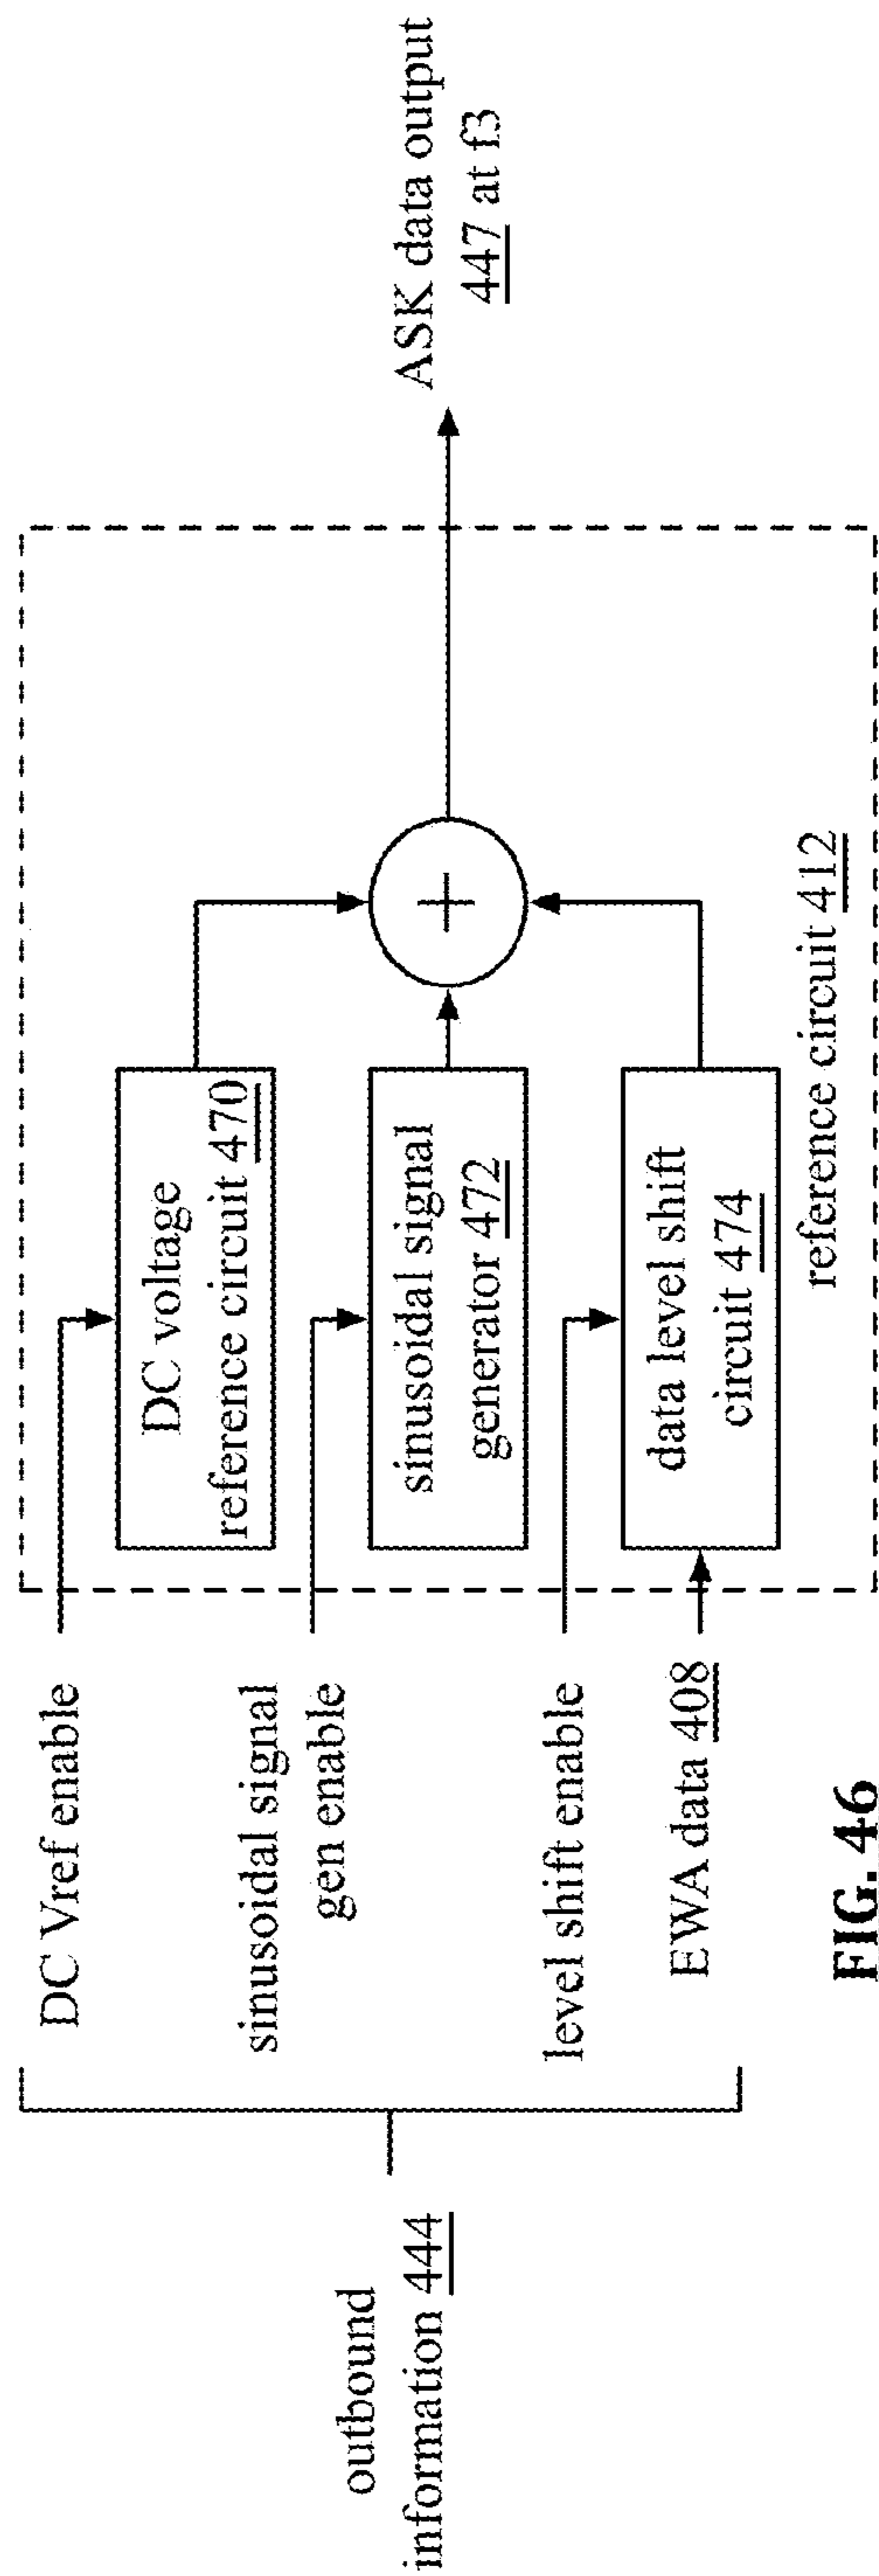 outbound
information 444
DC Vref enable
sinusoidal signal
gen enable
level shift enable
EWA data 408
DC voltage
reference circuit 470
sinusoidal signal
generator 472
data level shift
circuit 474
+
reference circuit 412
ASK data output
447 at f3
FIG. 46